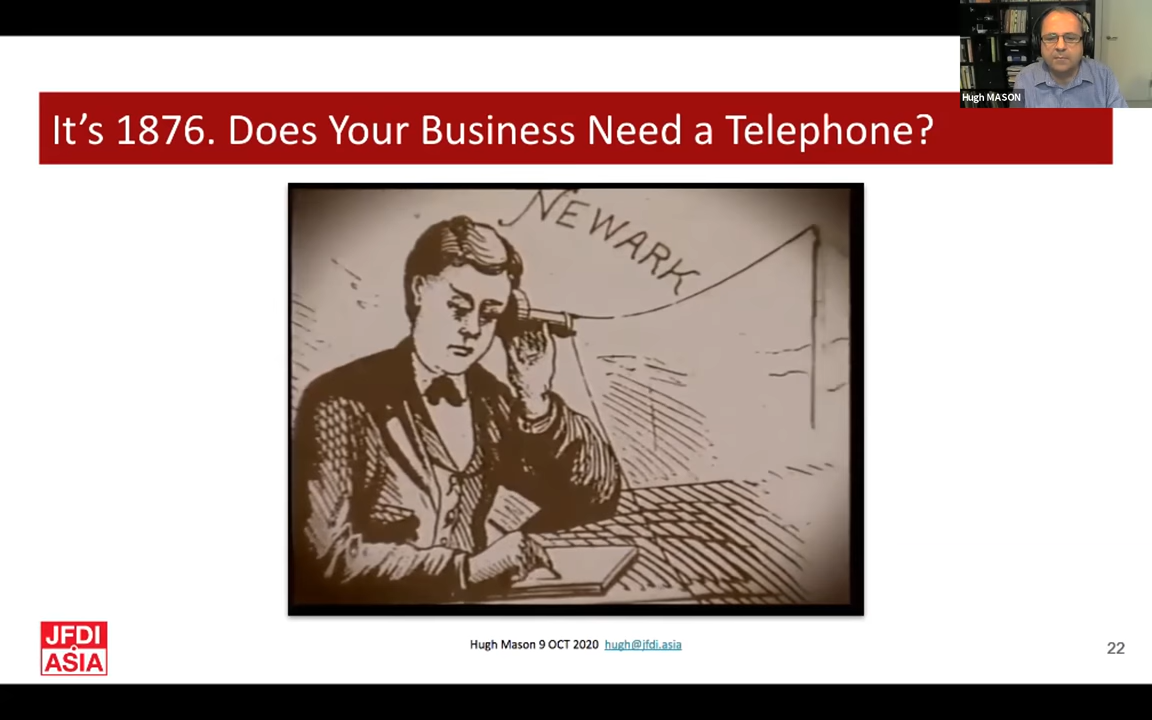 Hugh MASON
It’s 1876. Does Your Business Need a Telephone?
NEWARK
JFDI
ASIA
Hugh Mason 9 OCT 2020 hugh@jfdi.asia
22